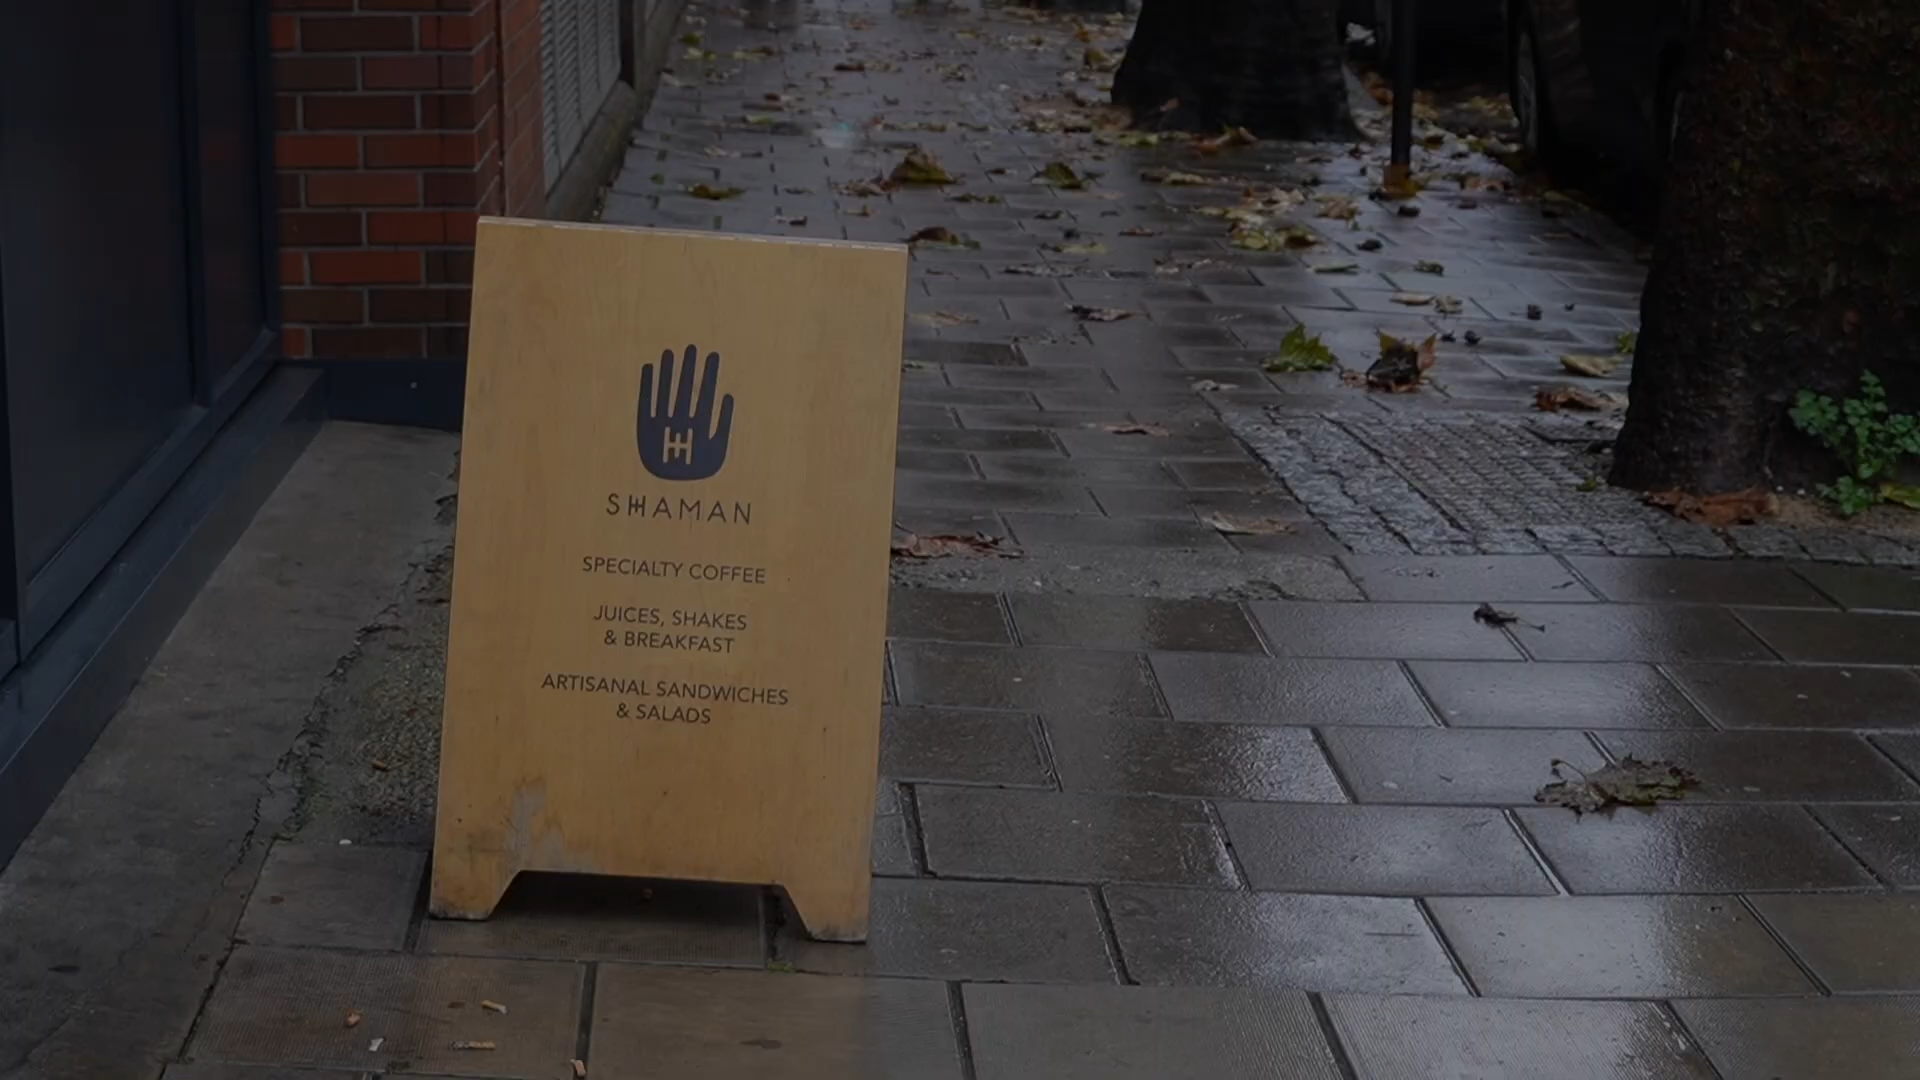 SHAMAN
SPECIALTY COFFEE
JUICES, SHAKES
& BREAKFAST
ARTISANAL SANDWICHES
& SALADS